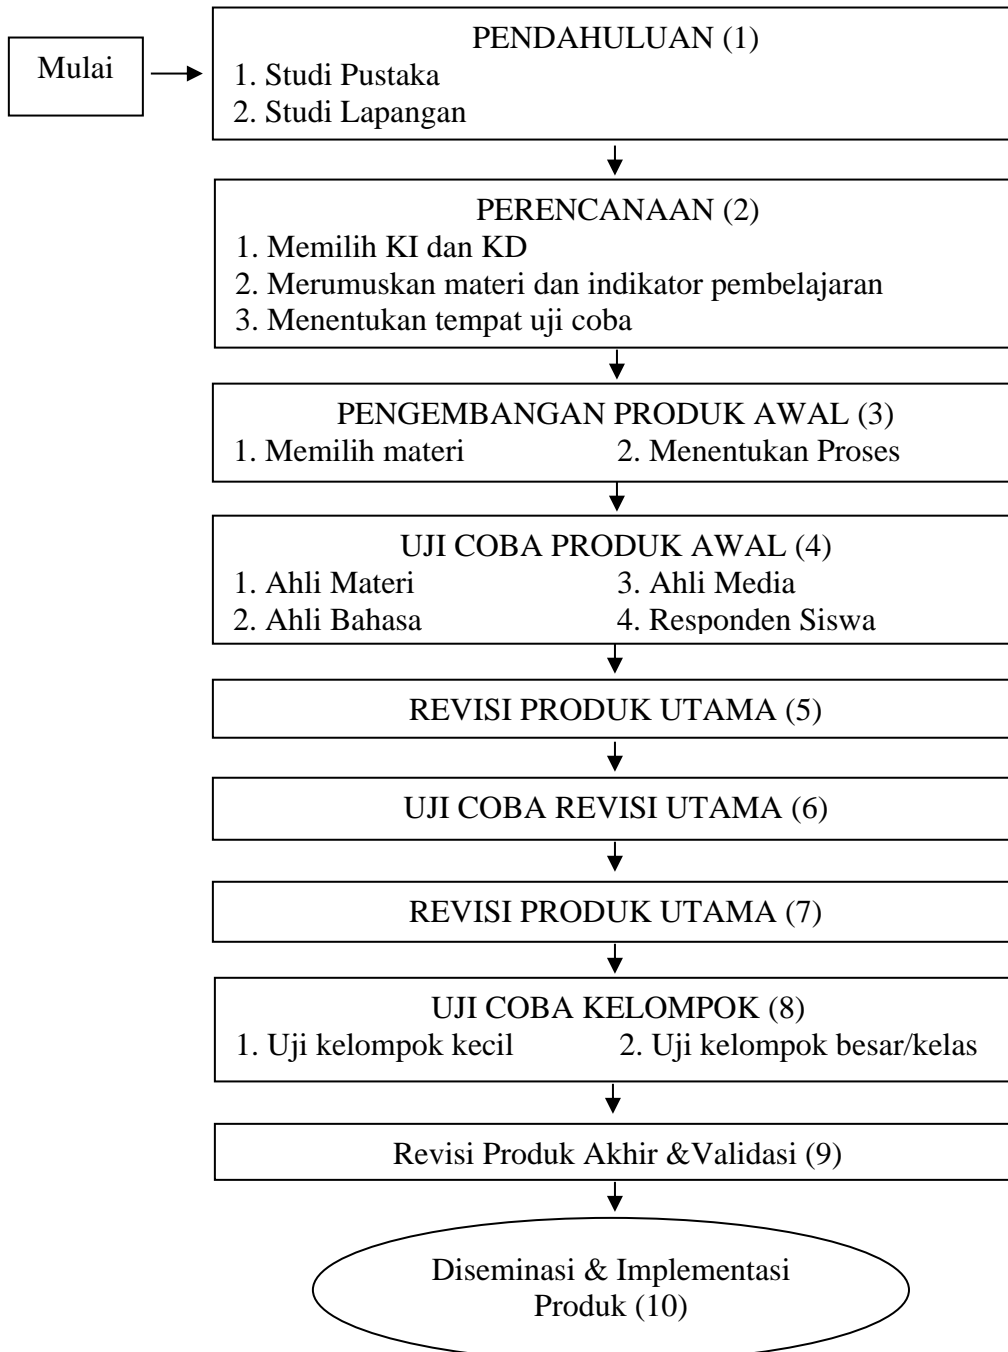 Mulai
PENDAHULUAN (1)
1. Studi Pustaka
2. Studi Lapangan
PERENCANAAN (2)
1. Memilih KI dan KD
2. Merumuskan materi dan indikator pembelajaran
3. Menentukan tempat uji coba
PENGEMBANGAN PRODUK AWAL (3)
1. Memilih materi 2. Menentukan Proses
UJI COBA PRODUK AWAL (4)
1. Ahli Materi 3. Ahli Media
2. Ahli Bahasa 4. Responden Siswa
REVISI PRODUK UTAMA (5)
UJI COBA REVISI UTAMA (6)
REVISI PRODUK UTAMA (7)
UJI COBA KELOMPOK (8)
1. Uji kelompok kecil 2. Uji kelompok besar/kelas
Revisi Produk Akhir &Validasi (9)
Diseminasi & Implementasi
Produk (10)